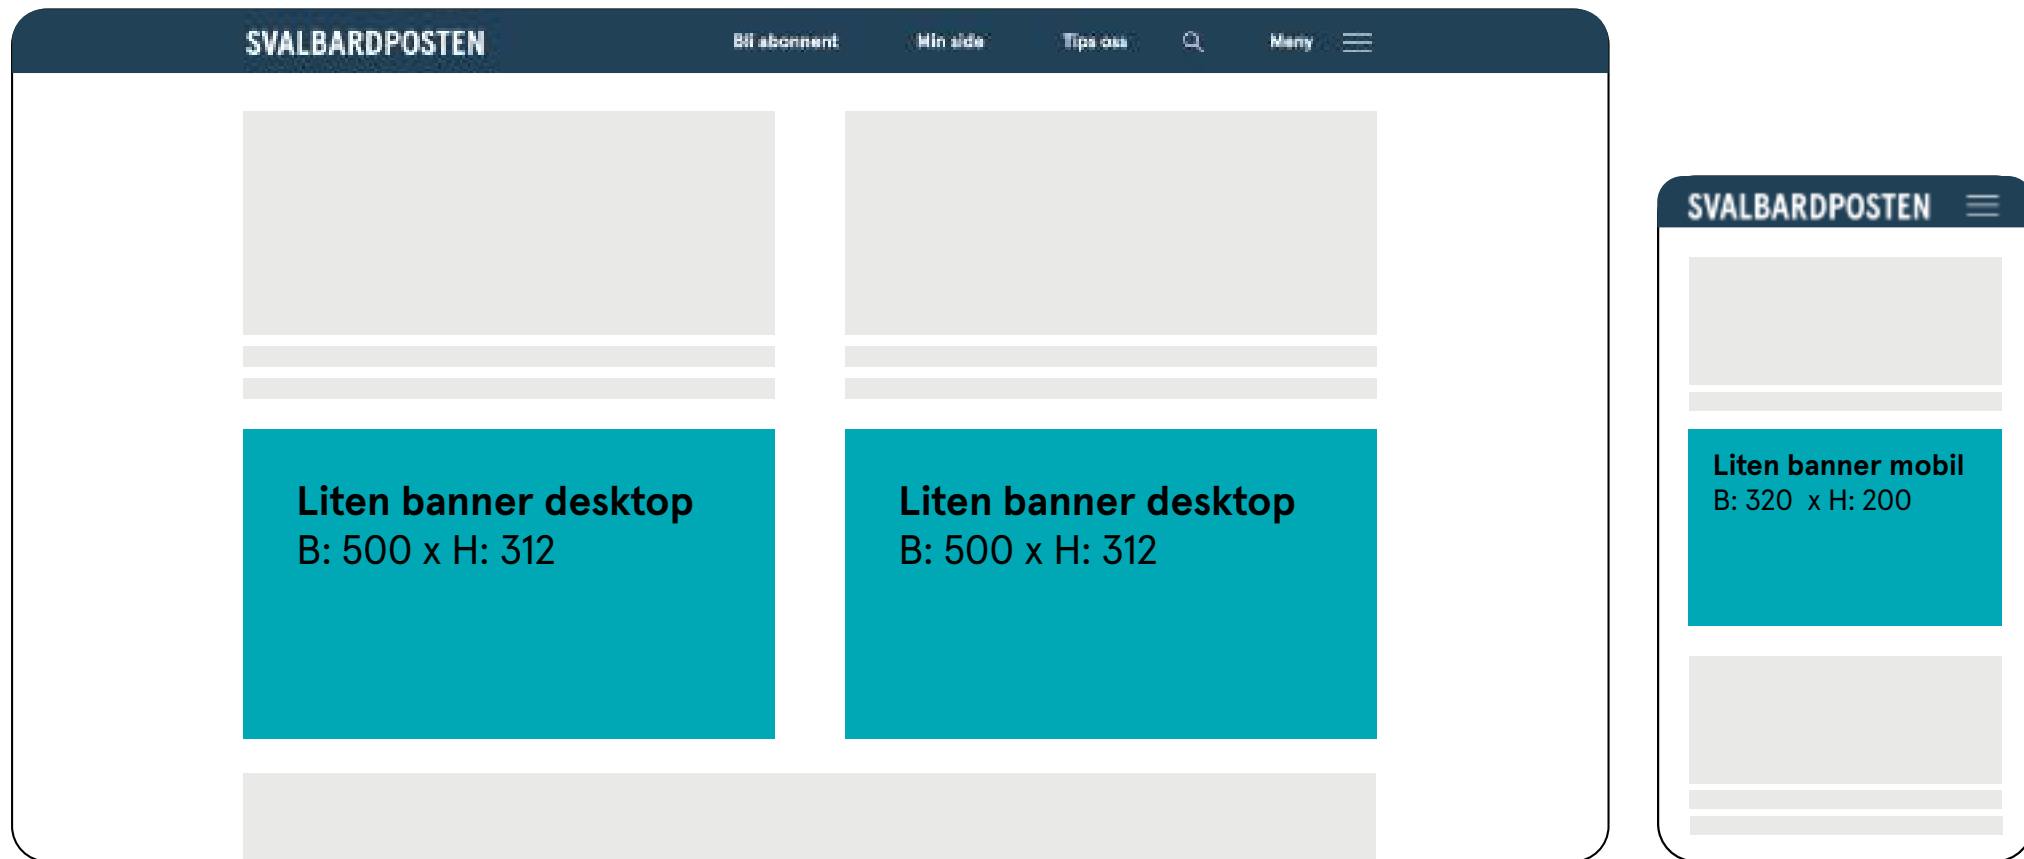 SVALBARDPOSTEN
Bli abonnent
Min side
Tips oss
Meny
Liten banner desktop
B: 500 x H: 312
Liten banner desktop
B: 500 x H: 312
SVALBARDPOSTEN
Liten banner mobil
B: 320  x H: 200